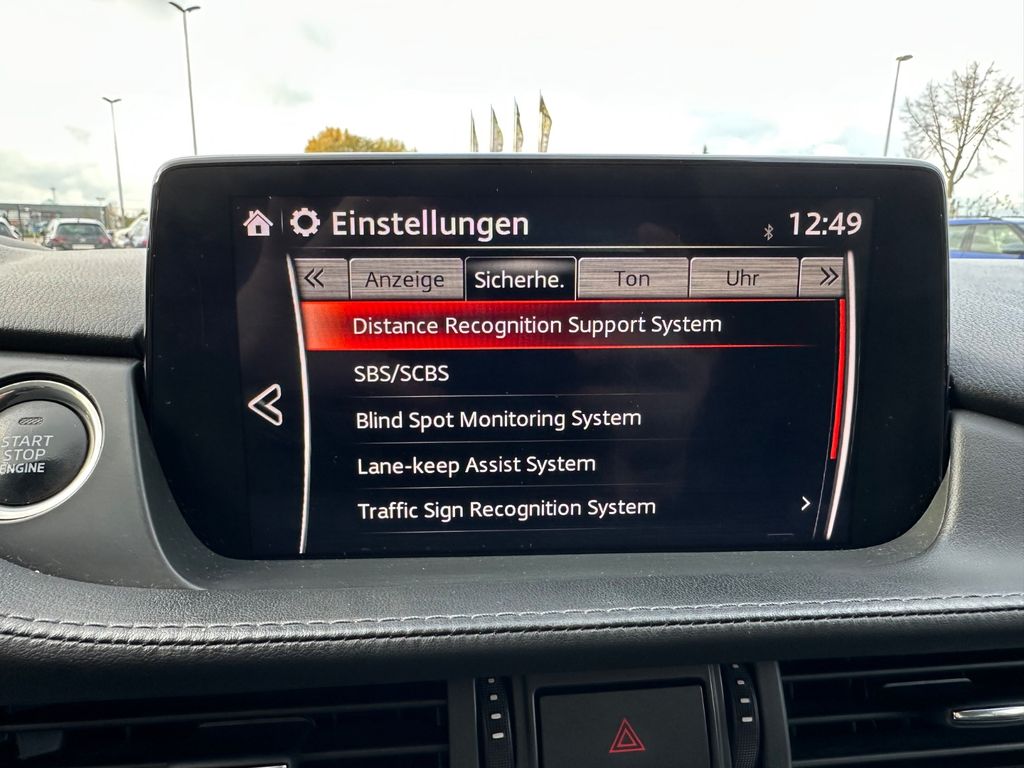 Einstellungen
12:49
« Anzeige Sicherhe. Ton Uhr »
Distance Recognition Support System
SBS/SCBS
Blind Spot Monitoring System
Lane-keep Assist System
Traffic Sign Recognition System
START
STOP
ENGINE